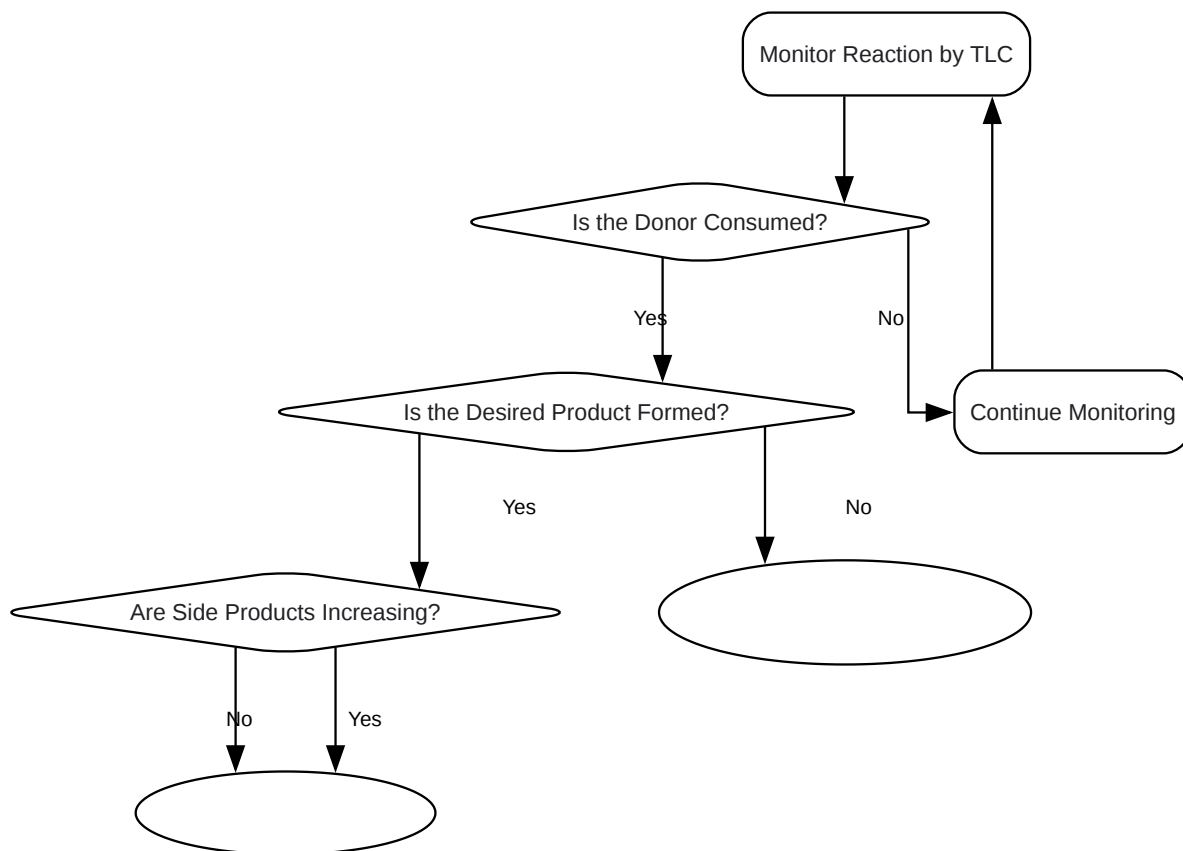 Monitor Reaction by TLC
Is the Donor Consumed?
Yes
No
Is the Desired Product Formed?
Continue Monitoring
Yes
No
Are Side Products Increasing?
No
Yes